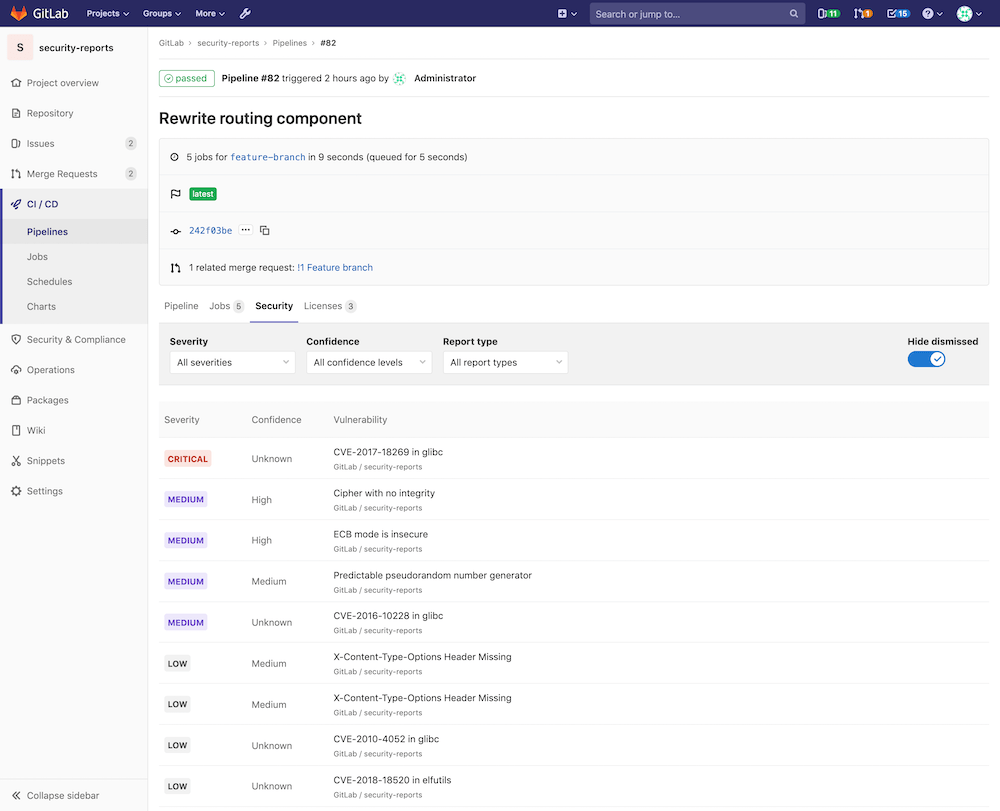 GitLab Projects Groups More Search or jump to... 11 1 15
S security-reports
Project overview
Repository
Issues 2
Merge Requests 2
CI / CD
Pipelines
Jobs
Schedules
Charts
Security & Compliance
Operations
Packages
Wiki
Snippets
Settings
Collapse sidebar
GitLab > security-reports > Pipelines > #82
passed Pipeline #82 triggered 2 hours ago by Administrator
Rewrite routing component
5 jobs for feature-branch in 9 seconds (queued for 5 seconds)
latest
242f03be ...
1 related merge request: !1 Feature branch
Pipeline Jobs 5 Security Licenses 3
Severity Confidence Report type Hide dismissed
All severities All confidence levels All report types
Severity Confidence Vulnerability
CRITICAL Unknown CVE-2017-18269 in glibc
GitLab / security-reports
MEDIUM High Cipher with no integrity
GitLab / security-reports
MEDIUM High ECB mode is insecure
GitLab / security-reports
MEDIUM Medium Predictable pseudorandom number generator
GitLab / security-reports
MEDIUM Unknown CVE-2016-10228 in glibc
GitLab / security-reports
LOW Medium X-Content-Type-Options Header Missing
GitLab / security-reports
LOW Medium X-Content-Type-Options Header Missing
GitLab / security-reports
LOW Unknown CVE-2010-4052 in glibc
GitLab / security-reports
LOW Unknown CVE-2018-18520 in elfutils
GitLab / security-reports